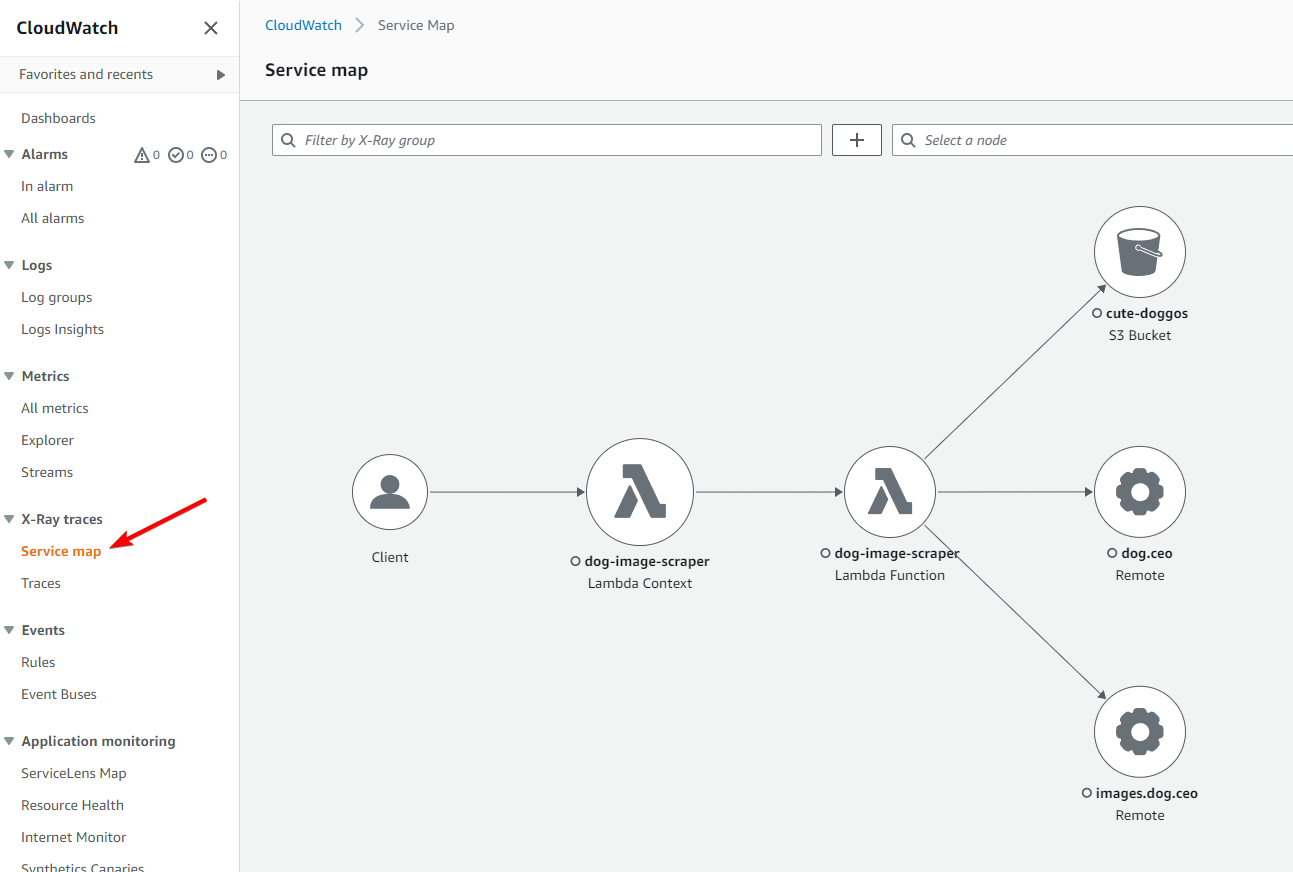 CloudWatch
Favorites and recents
Dashboards
Alarms 0 0 0
In alarm
All alarms
Logs
Log groups
Logs Insights
Metrics
All metrics
Explorer
Streams
X-Ray traces
Service map
Traces
Events
Rules
Event Buses
Application monitoring
ServiceLens Map
Resource Health
Internet Monitor
Synthetics Canaries
CloudWatch Service Map
Service map
Filter by X-Ray group
Select a node
cute-doggos
S3 Bucket
Client
dog-image-scraper
Lambda Context
dog-image-scraper
Lambda Function
dog.ceo
Remote
images.dog.ceo
Remote